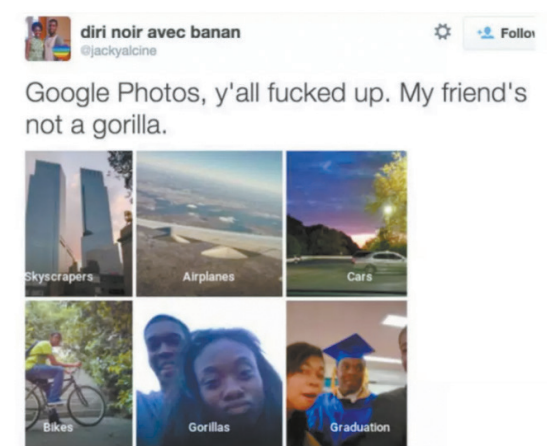 diri noir avec banan
@jackyalcine
Follow
Google Photos, y'all fucked up. My friend's
not a gorilla.
Skyscrapers
Airplanes
Cars
Bikes
Gorillas
Graduation